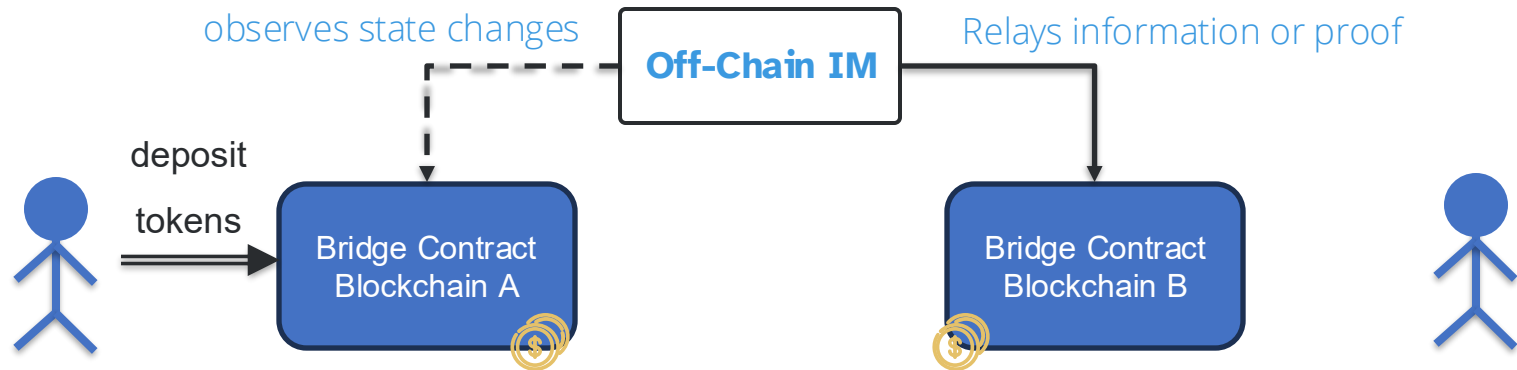 observes state changes
Off-Chain IM
Relays information or proof
deposit
tokens
Bridge Contract
Blockchain A
$
Bridge Contract
Blockchain B
$